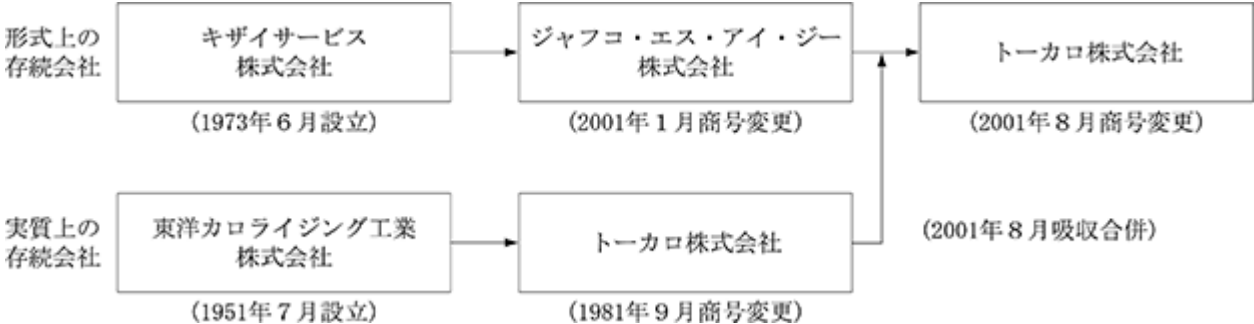 形式上の
存続会社
キザイサービス
株式会社
(1973年6月設立)
ジャフコ・エス・アイ・ジー
株式会社
(2001年1月商号変更)
トーカロ株式会社
(2001年8月商号変更)
実質上の
存続会社
東洋カロライジング工業
株式会社
(1951年7月設立)
トーカロ株式会社
(1981年9月商号変更)
(2001年8月吸収合併)